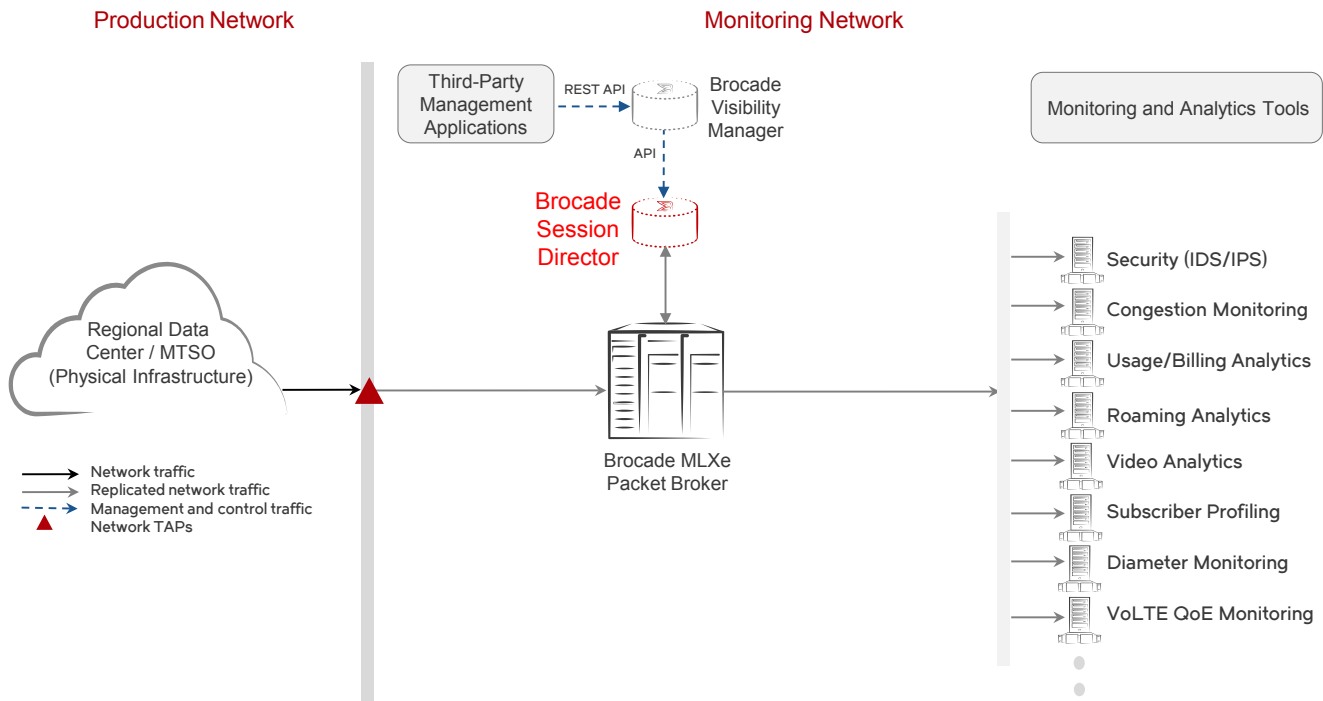 Production Network
Monitoring Network
Third-Party
Management
Applications
REST API
Brocade
Visibility
Manager
Monitoring and Analytics Tools
API
Brocade
Session
Director
Regional Data
Center / MTSO
(Physical Infrastructure)
Brocade MLXe
Packet Broker
Security (IDS/IPS)
Congestion Monitoring
Usage/Billing Analytics
Roaming Analytics
Video Analytics
Subscriber Profiling
Diameter Monitoring
VoLTE QoE Monitoring
Network traffic
Replicated network traffic
Management and control traffic
Network TAPs